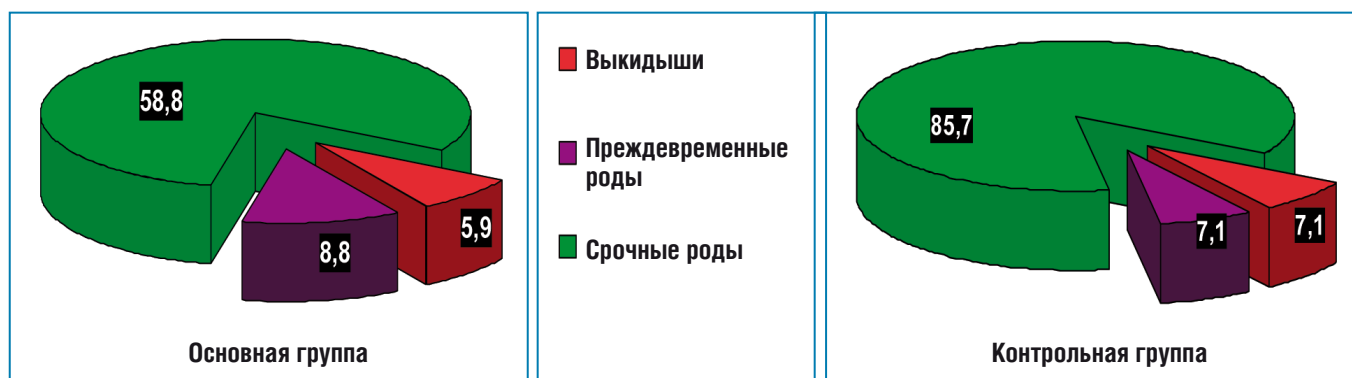 58,8
8,8
5,9
Основная группа
Выкидыши
Преждевременные
роды
Срочные роды
85,7
7,1
7,1
Контрольная группа